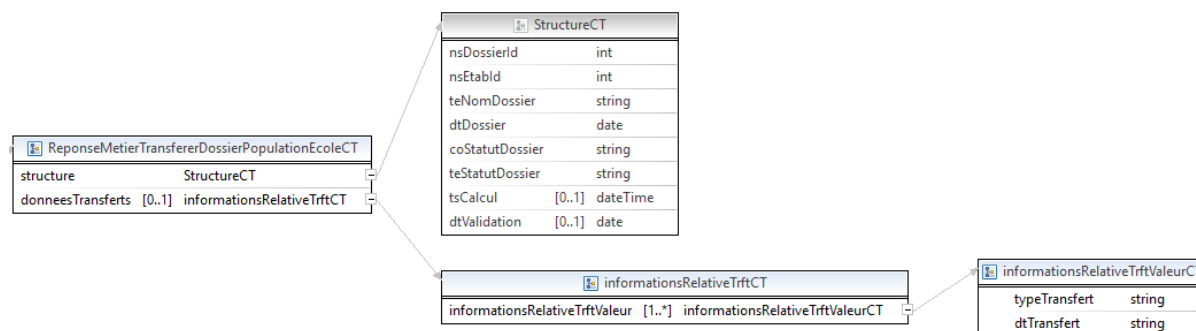 StructureCT
nsDossierId int
nsEtabId int
teNomDossier string
dtDossier date
coStatutDossier string
teStatutDossier string
tsCalcul [0..1] dateTime
dtValidation [0..1] date
ReponseMetierTransfererDossierPopulationEcoleCT
structure StructureCT
donneesTransferts [0..1] informationsRelativeTrftCT
informationsRelativeTrftCT
informationsRelativeTrftValeur [1..*] informationsRelativeTrftValeurCT
informationsRelativeTrftValeurCT
typeTransfert string
dtTransfert string